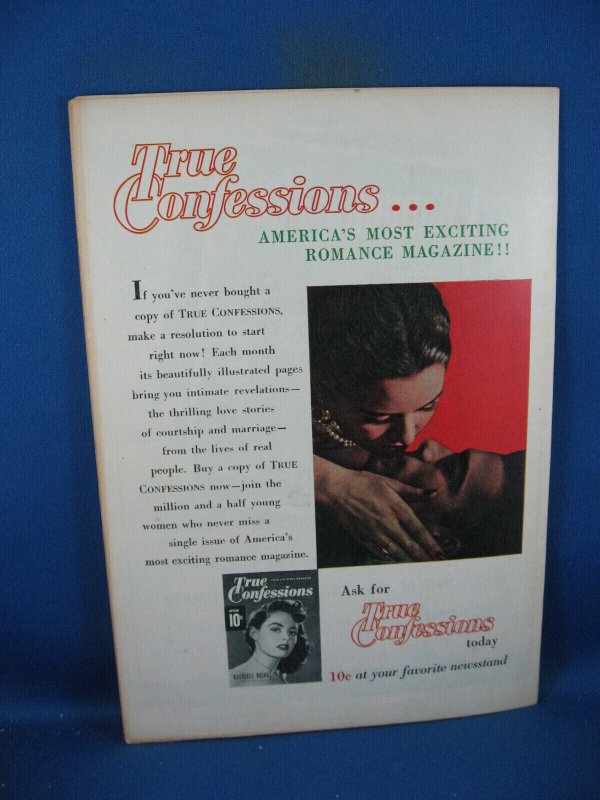 True
Confessions...
AMERICA'S MOST EXCITING
ROMANCE MAGAZINE!!
If you've never bought a
copy of TRUE CONFESSIONS,
make a resolution to start
right now! Each month
its beautifully illustrated pages
bring you intimate revelations—
the thrilling love stories
of courtship and marriage—
from the lives of real
people. Buy a copy of TRUE
CONFESSIONS now—join the
million and a half young
women who never miss a
single issue of America's
most exciting romance magazine.
True
Confessions
10¢
RESTLESS BRIDE
Ask for
True
Confessions
today
10c at your favorite newsstand